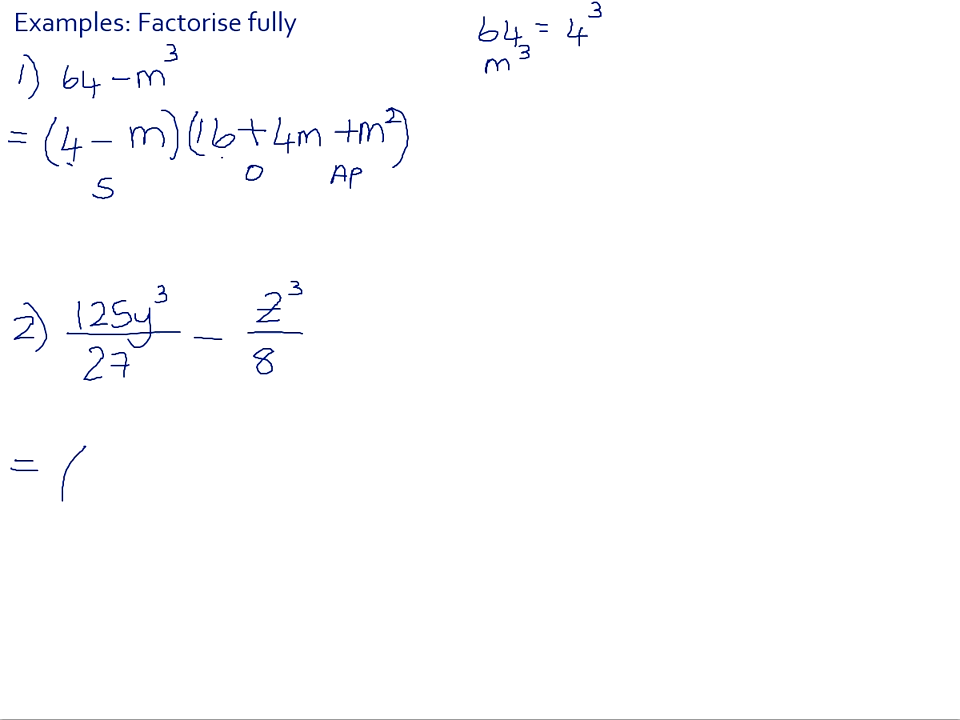 Examples: Factorise fully
64 = 4³
m³
1) 64 - m³
= (4 - m)(16 + 4m + m²)
S O AP
2) 125y³/27 - z³/8
= (